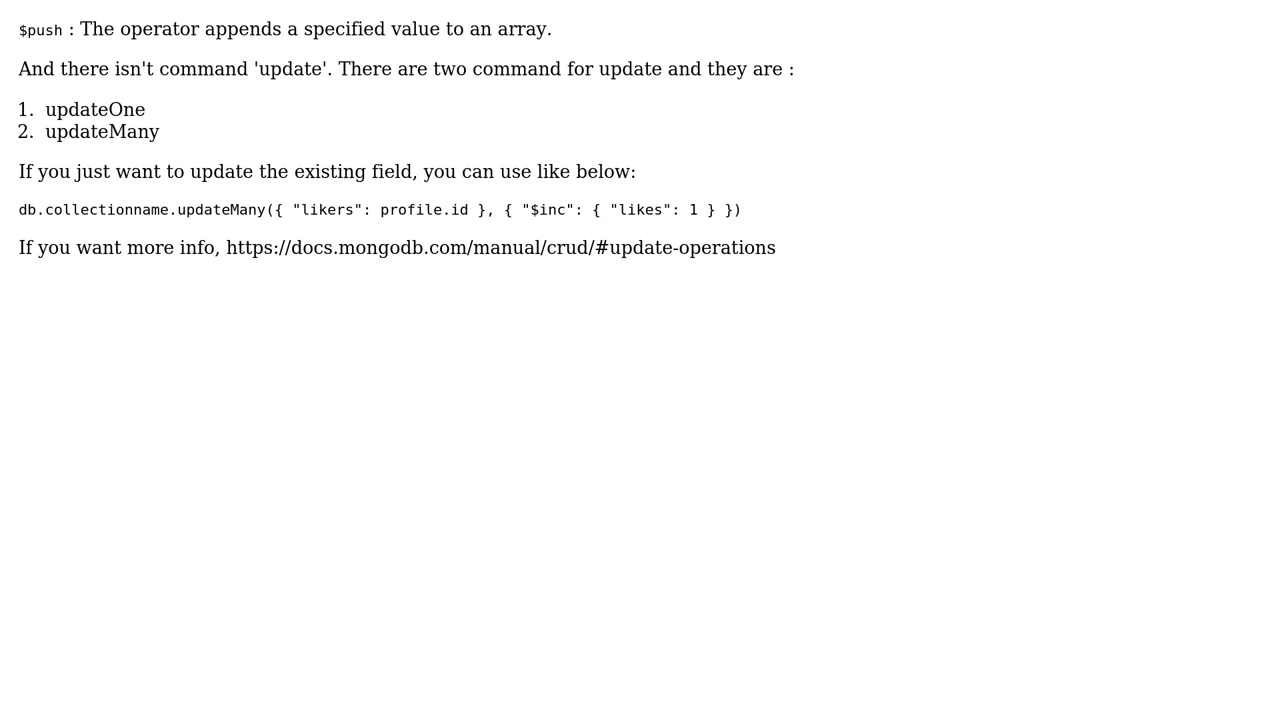 $push : The operator appends a specified value to an array.
And there isn't command 'update'. There are two command for update and they are :
1. updateOne
2. updateMany
If you just want to update the existing field, you can use like below:
db.collectionname.updateMany({ "likers": profile.id }, { "$inc": { "likes": 1 } })
If you want more info, https://docs.mongodb.com/manual/crud/#update-operations